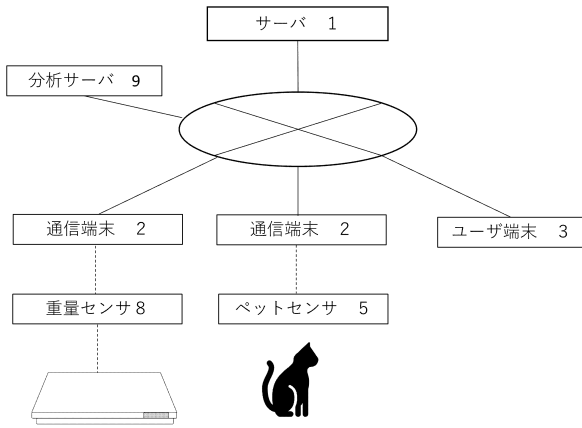 サーバ　１
分析サーバ　9
通信端末　２
通信端末　２
ユーザ端末　３
重量センサ８
ペットセンサ　５